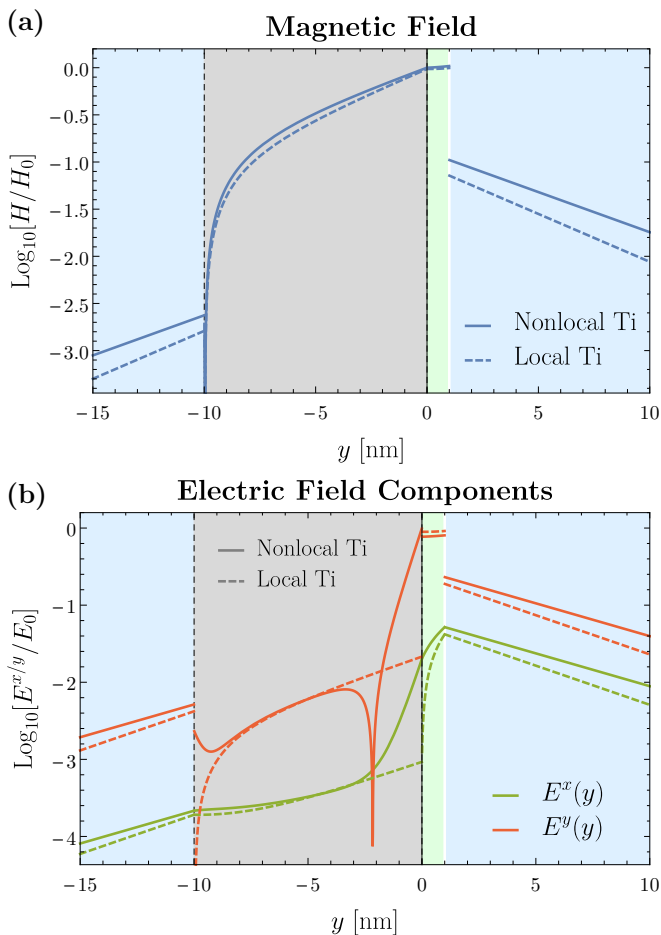 (a)
Magnetic Field
Log₁₀[H/H₀]
0.0
−0.5
−1.0
−1.5
−2.0
−2.5
−3.0
Nonlocal Ti
Local Ti
−15
−10
−5
0
5
10
y [nm]
(b)
Electric Field Components
Log₁₀[Eˣᐟʸ/E₀]
0
−1
−2
−3
−4
Nonlocal Ti
Local Ti
Eˣ(y)
Eʸ(y)
−15
−10
−5
0
5
10
y [nm]